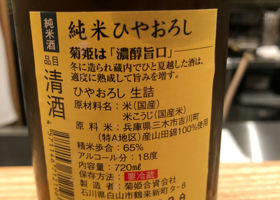 純米酒
品目
清酒
純米ひやおろし
菊姫は「濃醇旨口」
冬に造られ蔵内でひと夏越した酒は、
適度に熟成して旨みを増す。
ひやおろし 生詰
原材料名：米（国産）
米こうじ（国産米）
原料米：兵庫県三木市吉川町
（特A地区）産山田錦100%使用
精米歩合：65%
アルコール分：18度
内容量：720㎖
保存方法：要冷蔵
製造者：菊姫合資会社
石川県白山市鶴来新町タ-8